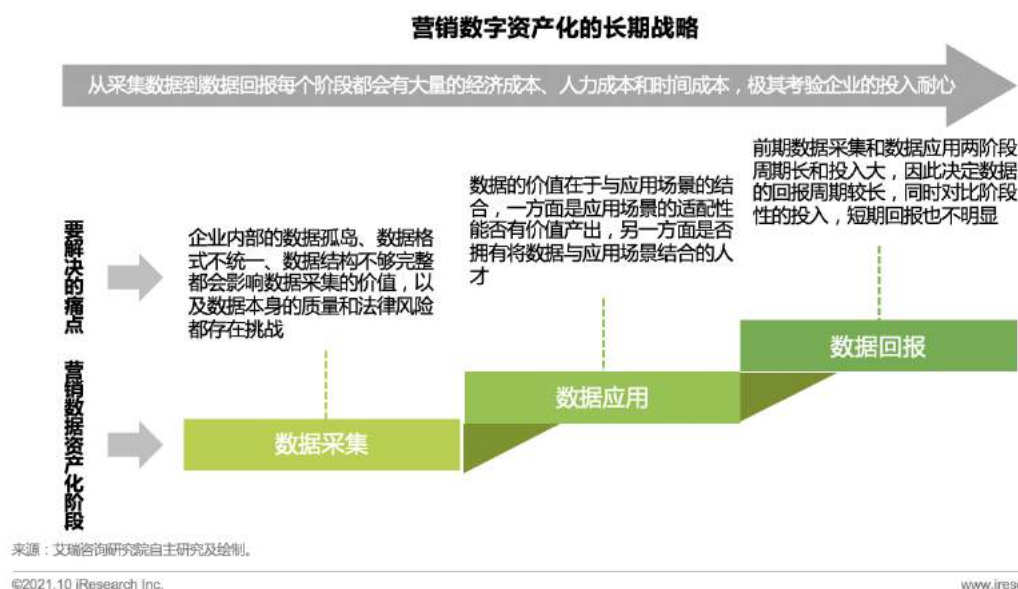 营销数字资产化的长期战略
从采集数据到数据回报每个阶段都会有大量的经济成本、人力成本和时间成本，极其考验企业的投入耐心
前期数据采集和数据应用两阶段
周期长和投入大，因此决定数据
的回报周期较长，同时对比阶段
性的投入，短期回报也不明显
数据的价值在于与应用场景的结
合，一方面是应用场景的适配性
能否有价值产出，另一方面是否
拥有将数据与应用场景结合的人
才
要解决的痛点
企业内部的数据孤岛、数据格
式不统一、数据结构不够完整
都会影响数据采集的价值，以
及数据本身的质量和法律风险
都存在挑战
数据回报
数据应用
数据采集
营销数据资产化阶段
来源：艾瑞咨询研究院自主研究及绘制。
©2021.10 iResearch Inc.
www.irese